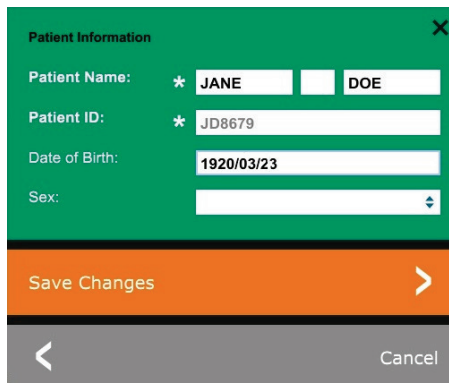 Patient Information
Patient Name: * JANE DOE
Patient ID: * JD8679
Date of Birth: 1920/03/23
Sex:
Save Changes
Cancel